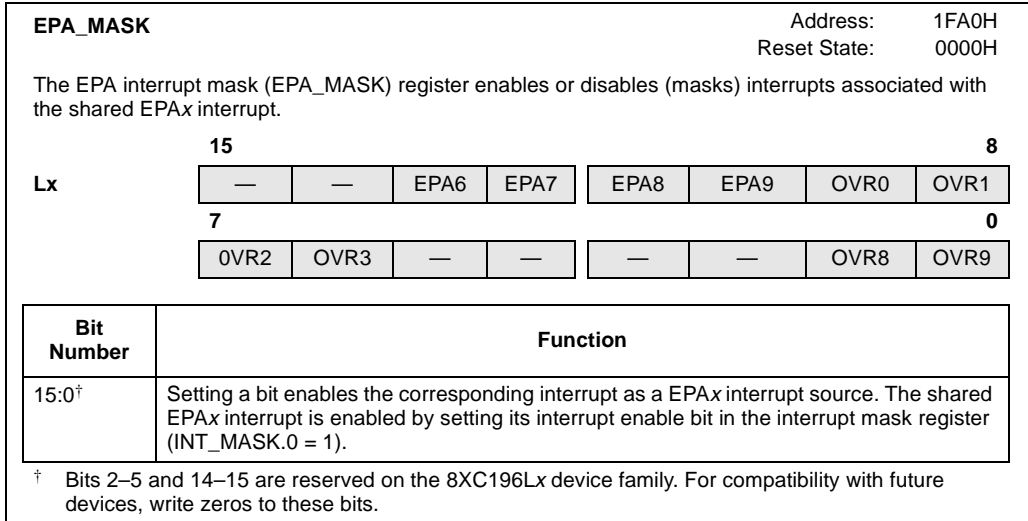 EPA_MASK Address: 1FA0H
Reset State: 0000H
The EPA interrupt mask (EPA_MASK) register enables or disables (masks) interrupts associated with
the shared EPAx interrupt.
15 8
Lx — — EPA6 EPA7 EPA8 EPA9 OVR0 OVR1
7 0
0VR2 OVR3 — — — — OVR8 OVR9
Bit
Number
Function
15:0† Setting a bit enables the corresponding interrupt as a EPAx interrupt source. The shared
EPAx interrupt is enabled by setting its interrupt enable bit in the interrupt mask register
(INT_MASK.0 = 1).
† Bits 2–5 and 14–15 are reserved on the 8XC196Lx device family. For compatibility with future
devices, write zeros to these bits.